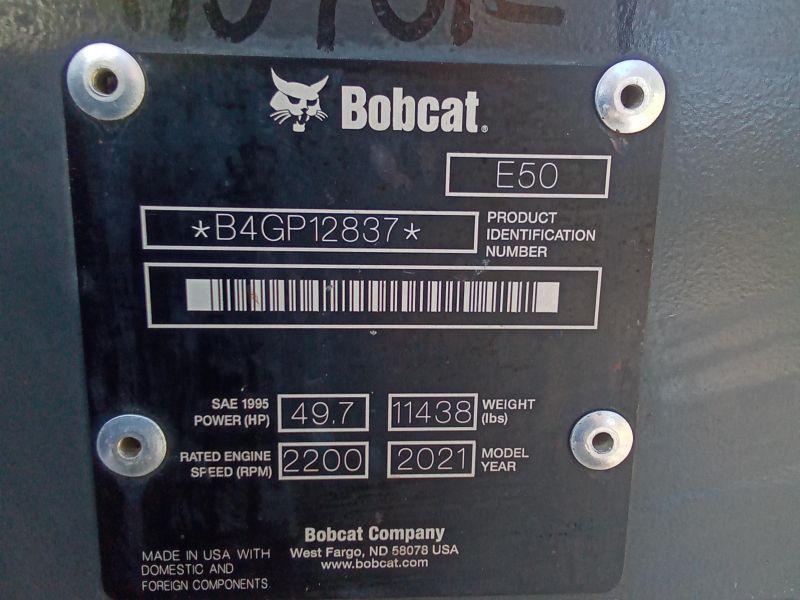 Bobcat®
E50
*B4GP12837*
PRODUCT
IDENTIFICATION
NUMBER
SAE 1995
POWER (HP)
49.7
11438
WEIGHT
(lbs)
RATED ENGINE
SPEED (RPM)
2200
2021
MODEL
YEAR
Bobcat Company
West Fargo, ND 58078 USA
www.bobcat.com
MADE IN USA WITH
DOMESTIC AND
FOREIGN COMPONENTS